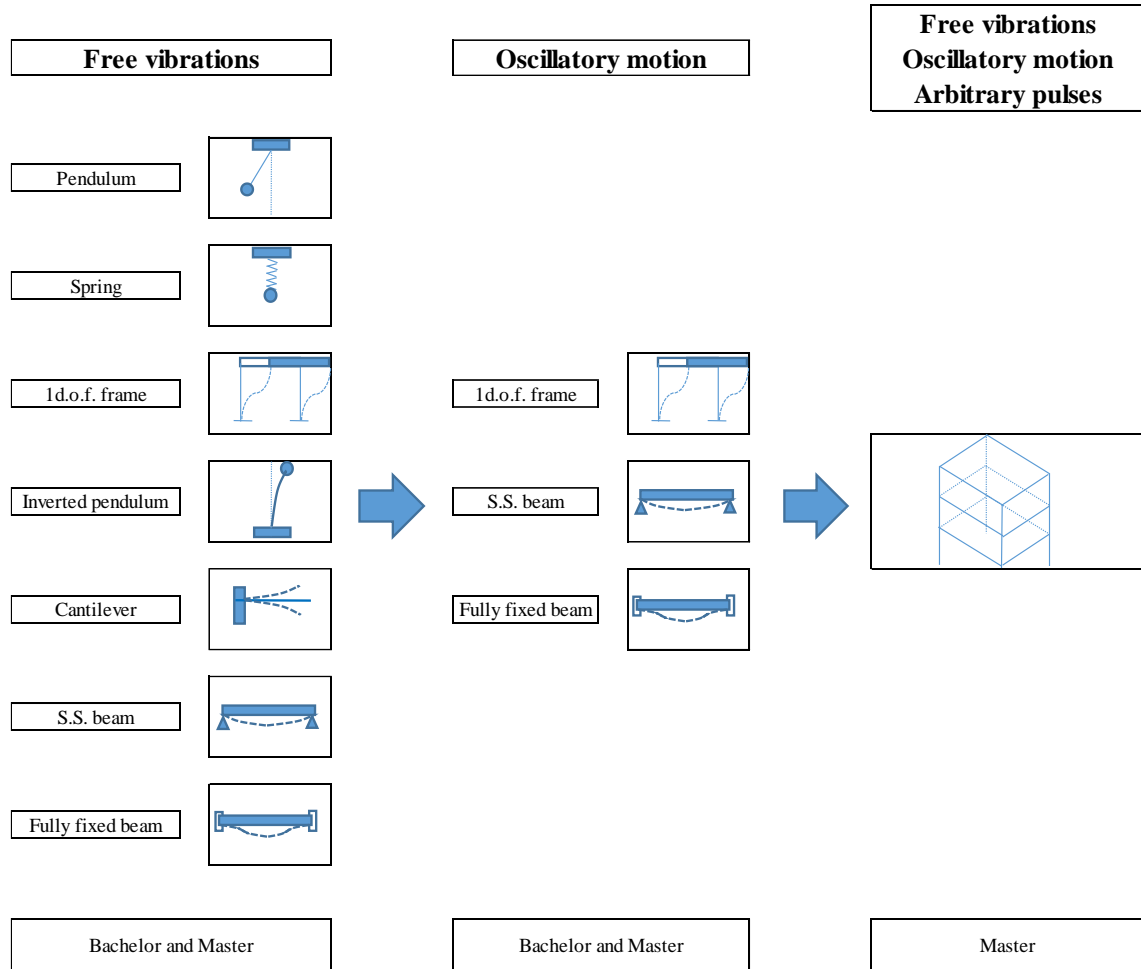 Free vibrations
Oscillatory motion
Free vibrations
Oscillatory motion
Arbitrary pulses
Pendulum
Spring
1d.o.f. frame
1d.o.f. frame
Inverted pendulum
S.S. beam
Cantilever
Fully fixed beam
S.S. beam
Fully fixed beam
Bachelor and Master
Bachelor and Master
Master